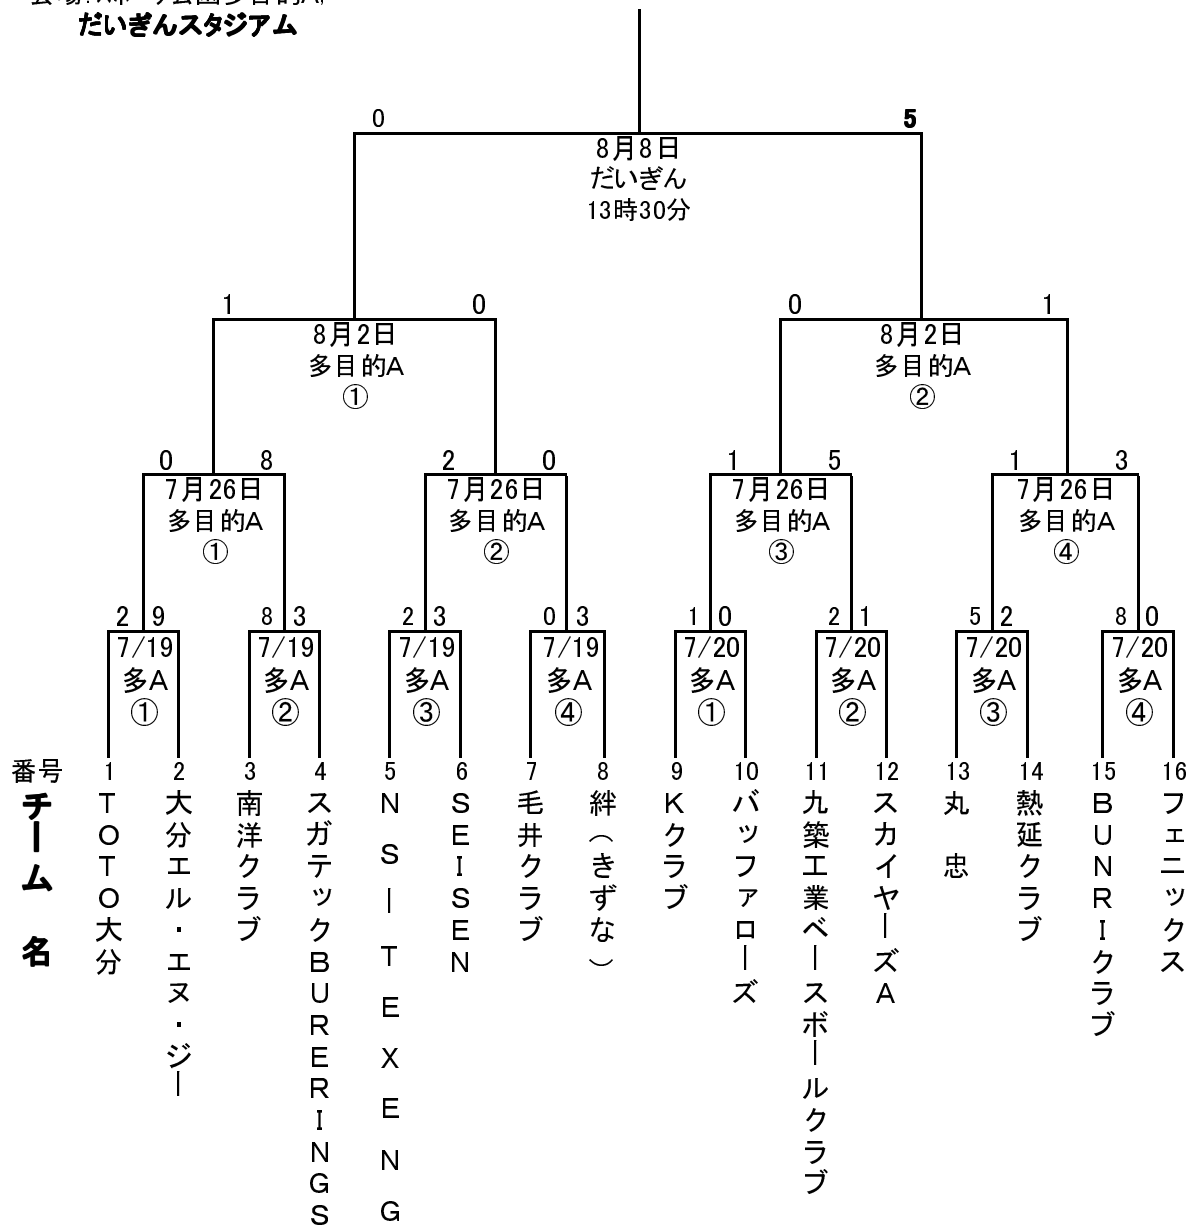 だいぎんスタジアム
0 5
8月8日
だいぎん
13時30分
1 0 0 1
8月2日 8月2日
多目的A 多目的A
① ②
0 8 2 0 1 5 1 3
7月26日 7月26日 7月26日 7月26日
多目的A 多目的A 多目的A 多目的A
① ② ③ ④
2 9 8 3 2 3 0 3 1 0 2 1 5 2 8 0
7/19 7/19 7/19 7/19 7/20 7/20 7/20 7/20
多A 多A 多A 多A 多A 多A 多A 多A
① ② ③ ④ ① ② ③ ④
番号 1 2 3 4 5 6 7 8 9 10 11 12 13 14 15 16
チーム 名
TOTO大分
大分エル・エヌ・ジー
南洋クラブ
スガテックBURERINGS
NS－TEXENG
SEISEN
毛井クラブ
絆（きずな）
Kクラブ
バッファローズ
九築工業ベースボールクラブ
スカイヤーズA
丸 忠
熱延クラブ
BUNRIクラブ
フェニックス